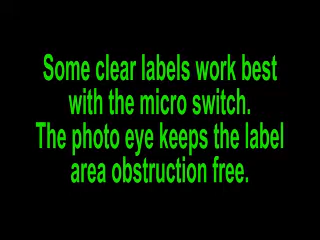 Some clear labels work best
with the micro switch.
The photo eye keeps the label
area obstruction free.